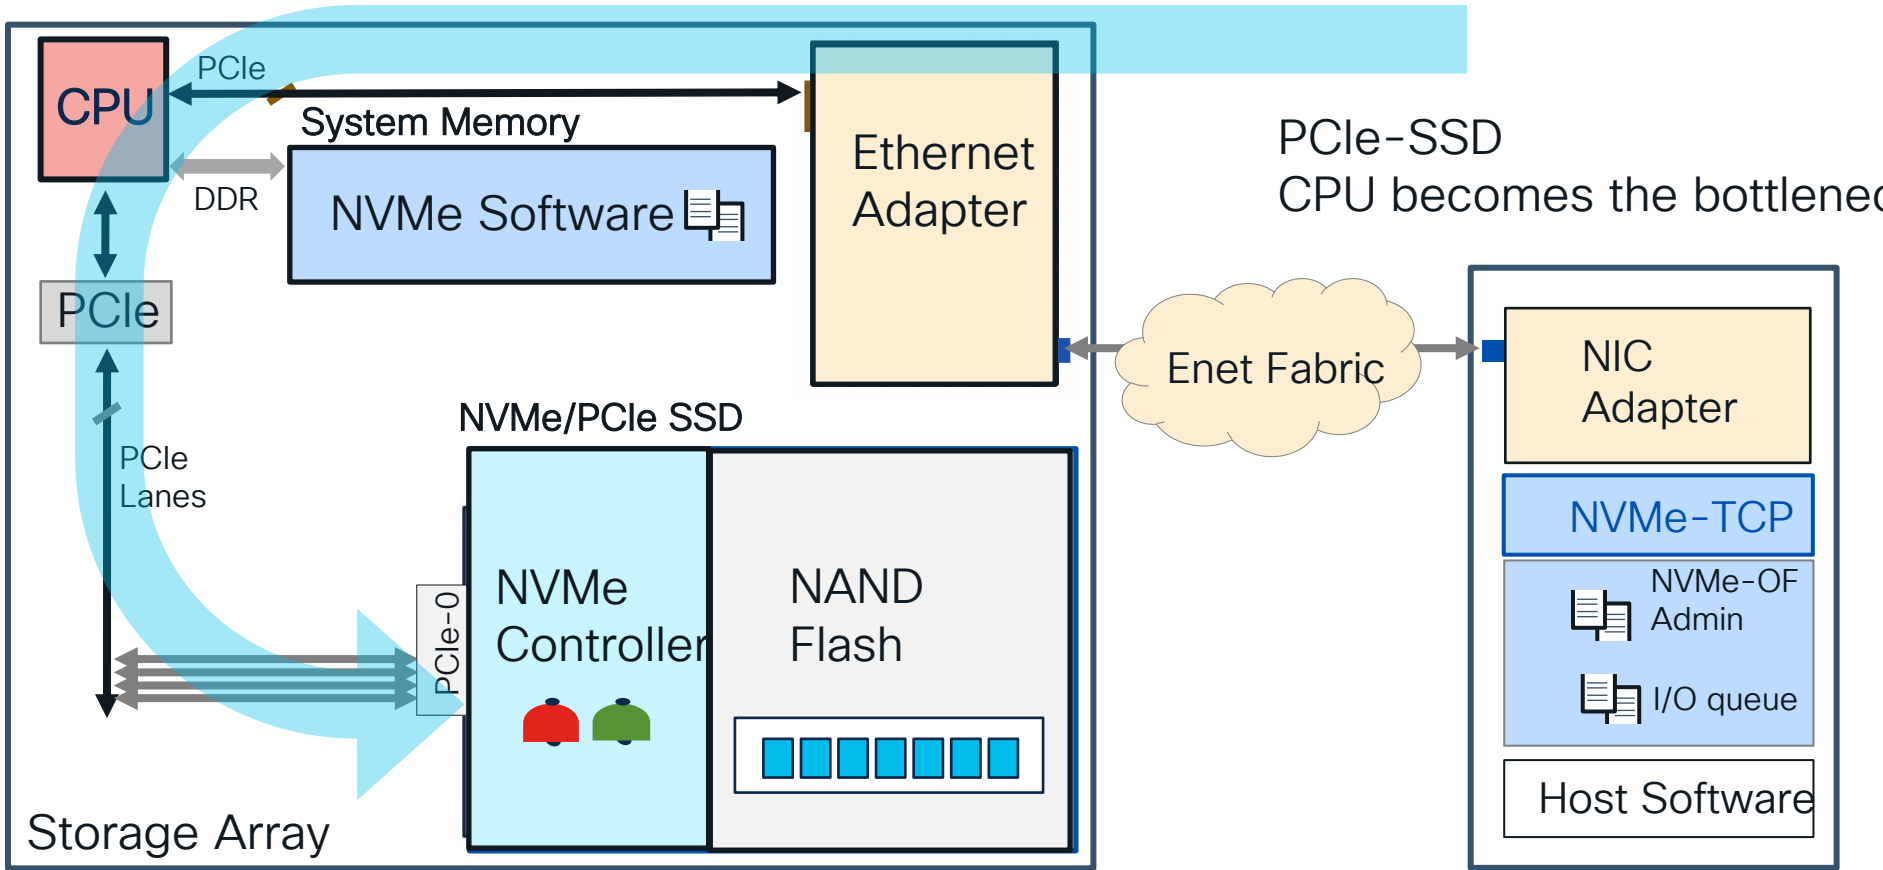 PCIe
CPU
System Memory
DDR
NVMe Software
Ethernet
Adapter
PCIe-SSD
CPU becomes the
PCIe
Enet Fabric
NIC
Adapter
NVMe/PCIe SSD
PCIe
Lanes
NVMe-TCP
PCIe-0
NVMe
Controller
NAND
Flash
NVMe-OF
Admin
I/O queue
Host Software
Storage Array